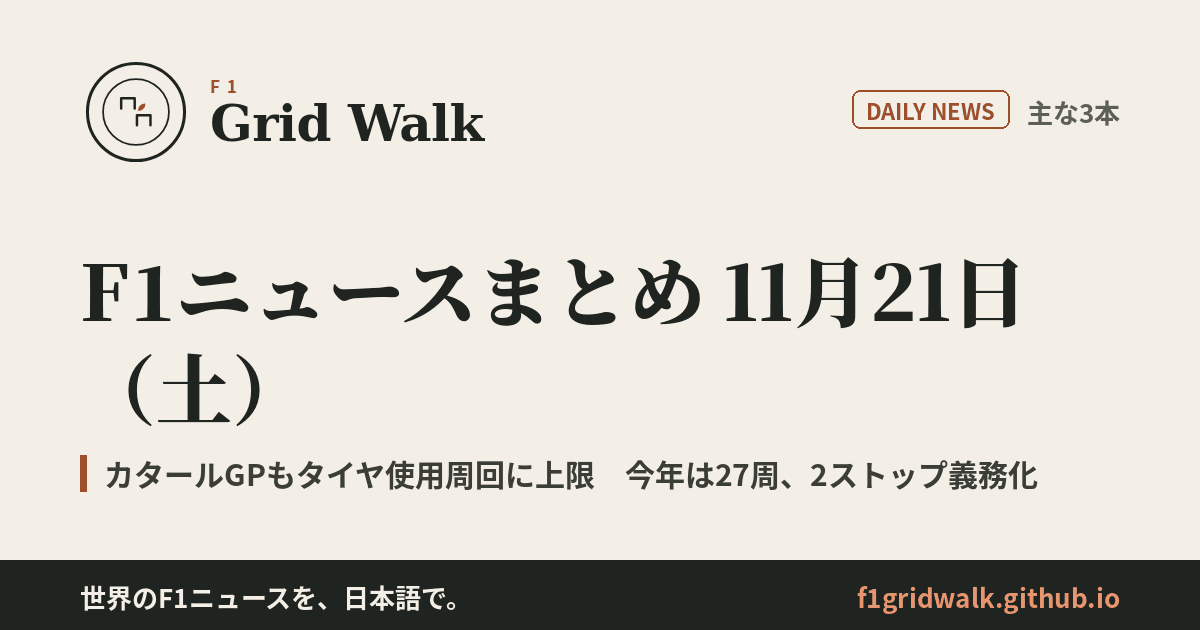 F1
Grid Walk
DAILY NEWS 主な3本
F1ニュースまとめ 11月21日
（土）
カタールGPもタイヤ使用周回に上限　今年は27周、2ストップ義務化
世界のF1ニュースを、日本語で。
f1gridwalk.github.io